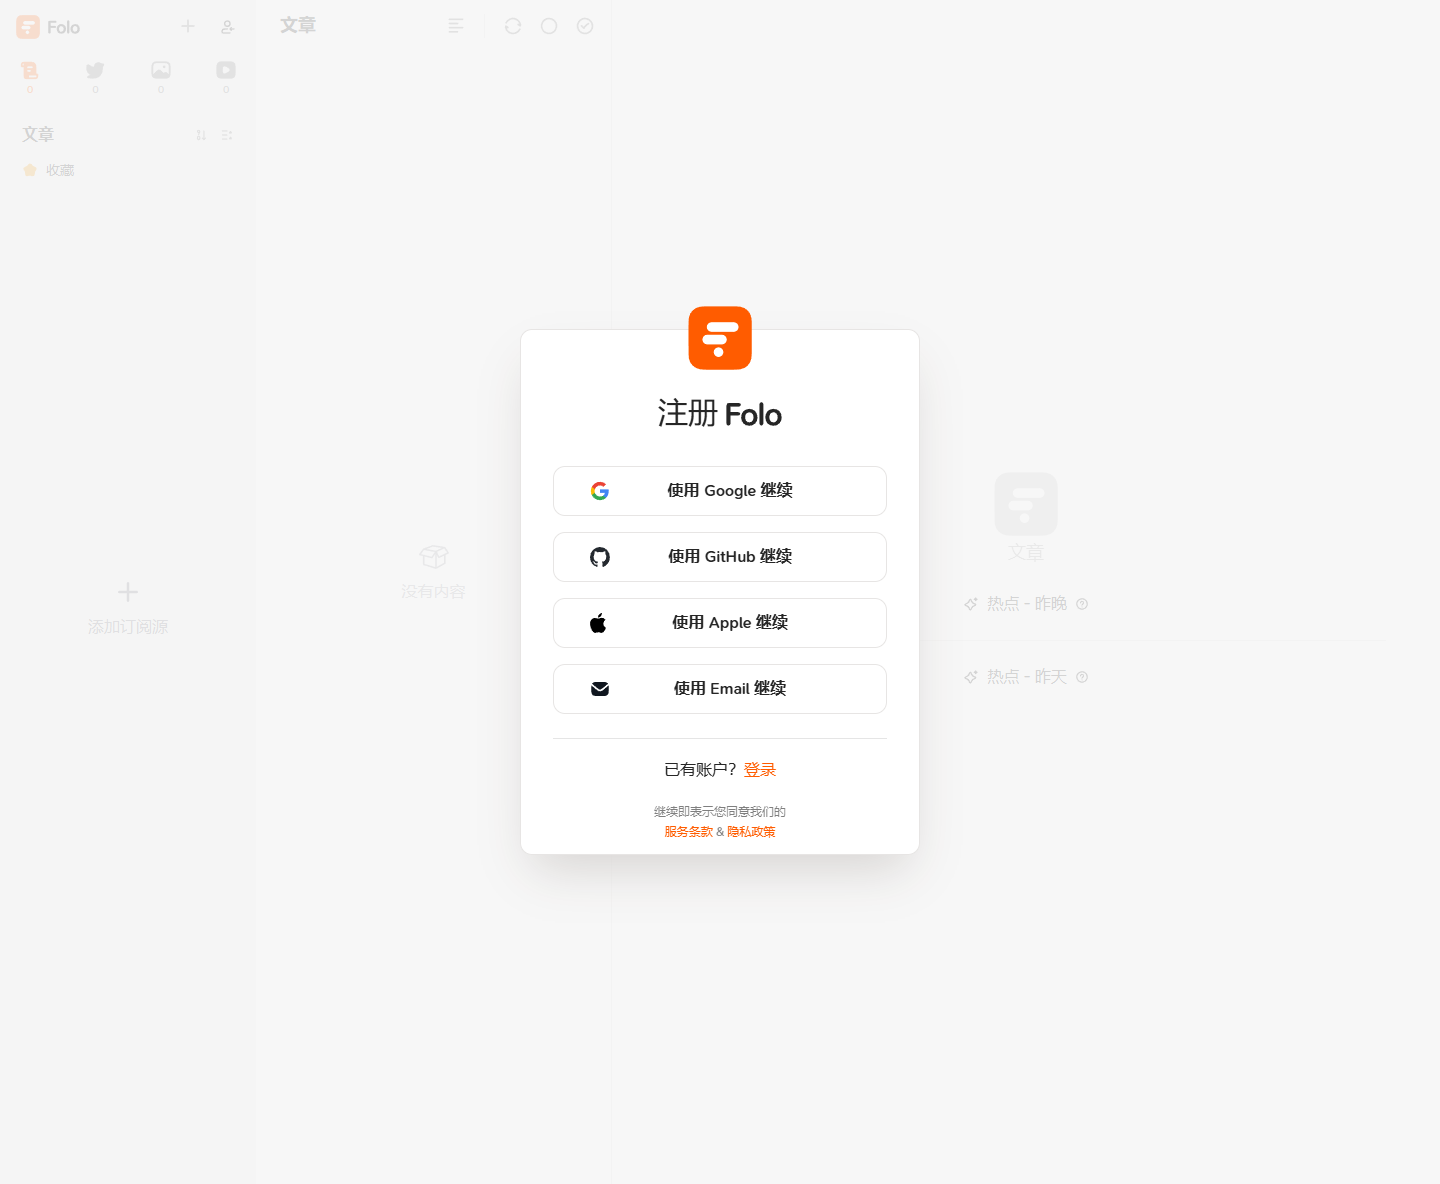 Folo
0
0
0
0
文章
收藏
添加订阅源
文章
没有内容
文章
热点 - 昨晚
热点 - 昨天
注册 Folo
使用 Google 继续
使用 GitHub 继续
使用 Apple 继续
使用 Email 继续
已有账户？登录
继续即表示您同意我们的
服务条款 & 隐私政策